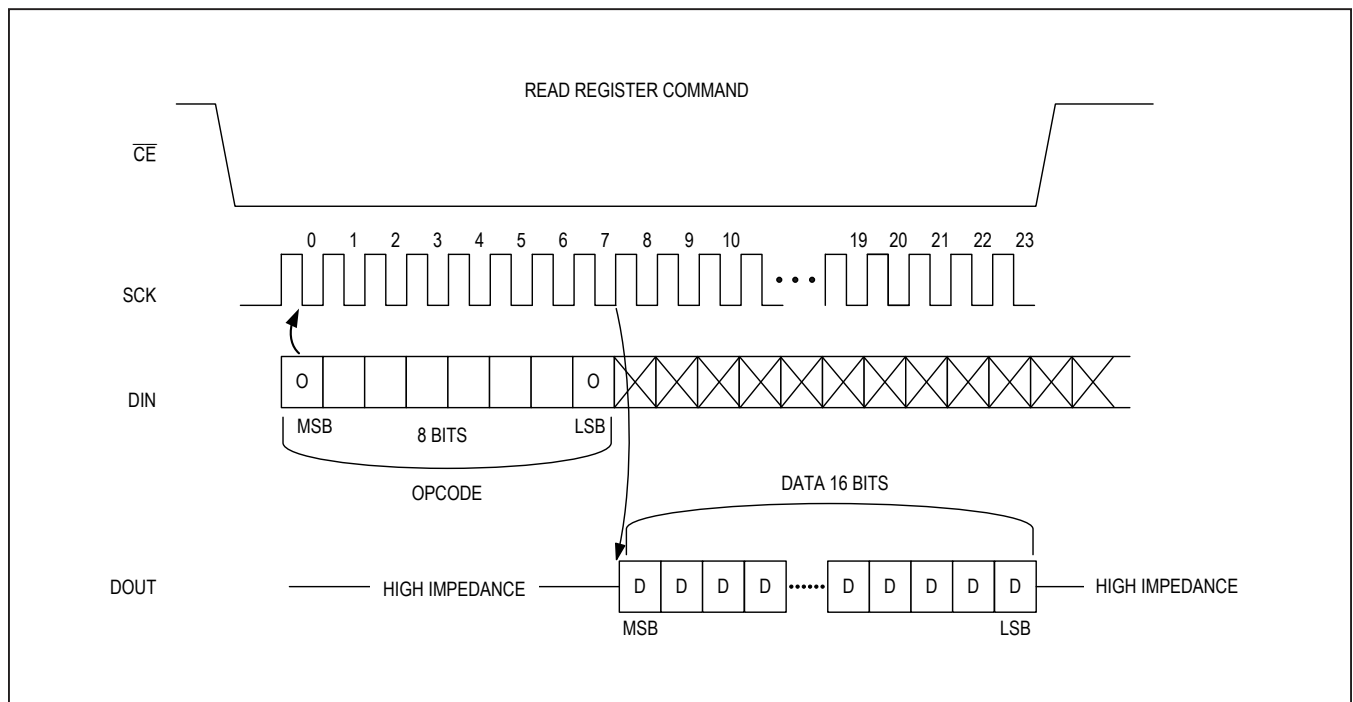 READ REGISTER COMMAND
CE
0 1 2 3 4 5 6 7 8 9 10 19 20 21 22 23
SCK
•••
DIN
O O
MSB 8 BITS LSB
OPCODE
DATA 16 BITS
DOUT
HIGH IMPEDANCE D D D D •••••• D D D D D HIGH IMPEDANCE
MSB LSB